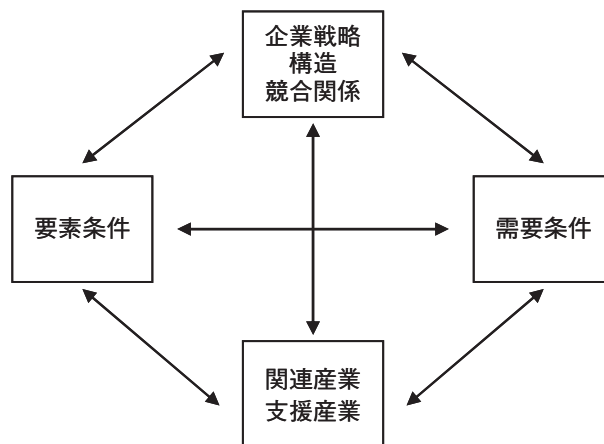 企業戦略
構造
競合関係
要素条件
需要条件
関連産業
支援産業